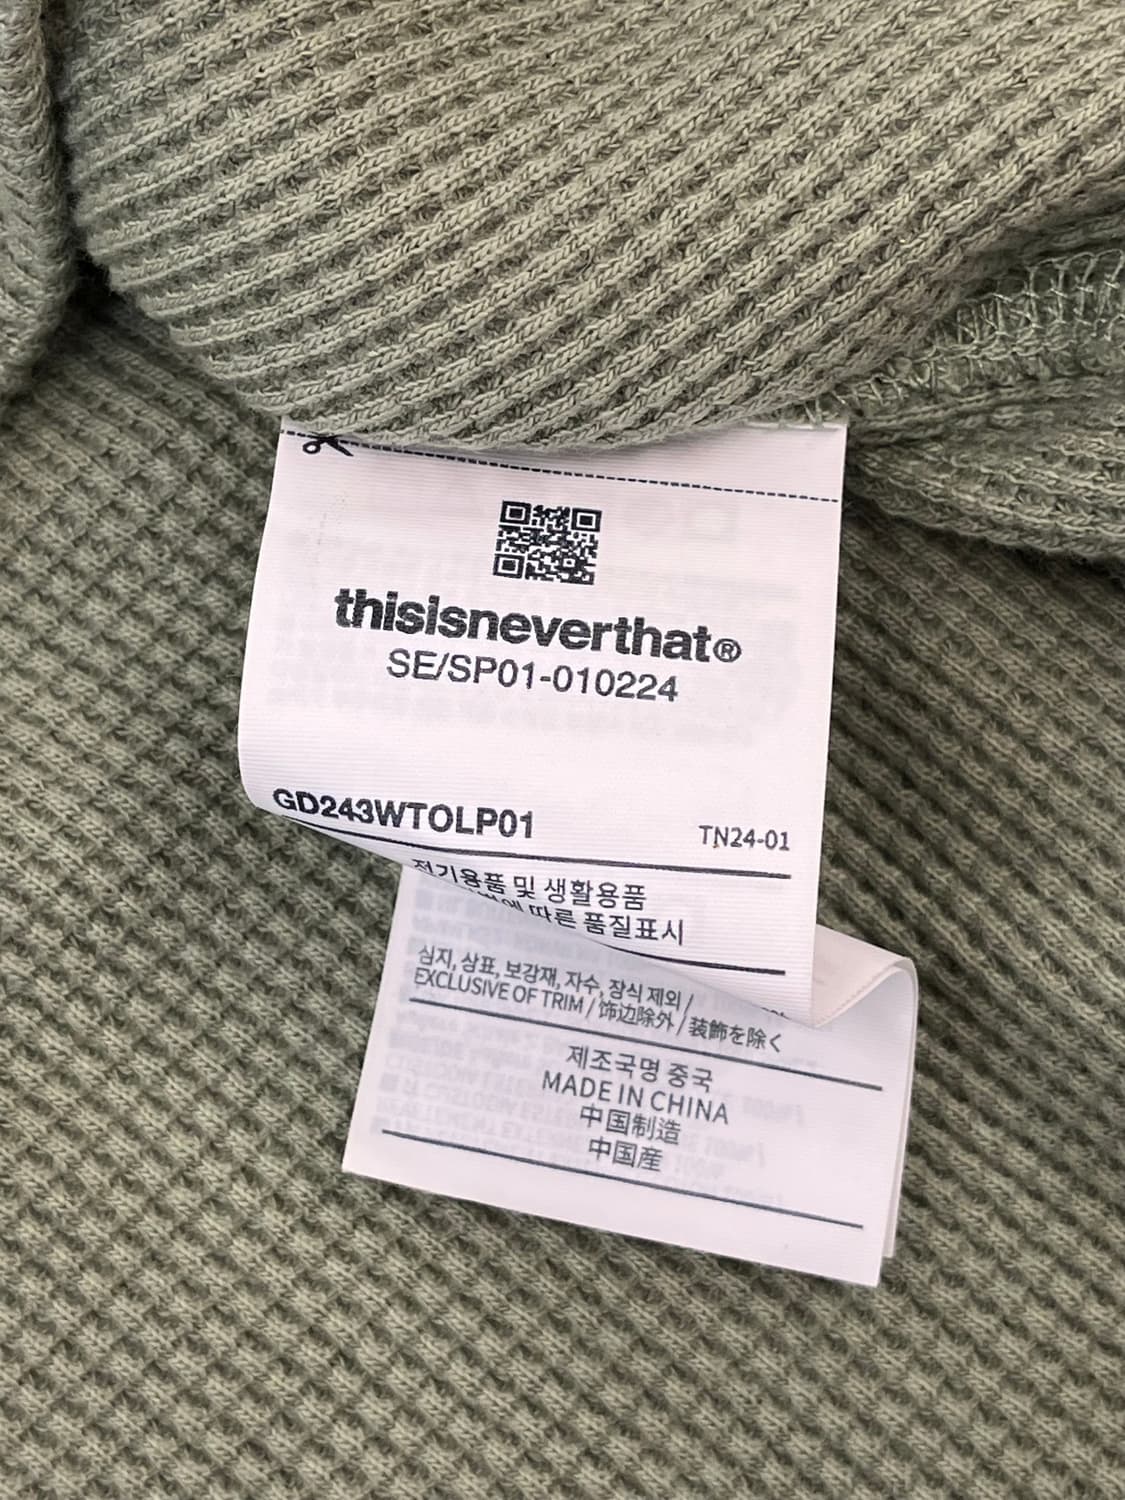 thisisneverthat®
SE/SP01-010224
GD243WTOLP01
TN24-01
전기용품 및 생활용품
따른 품질표시
심지, 상표, 보강재, 자수, 장식 제외 /
EXCLUSIVE OF TRIM / 饰边除外 / 装飾を除く
제조국명 중국
MADE IN CHINA
中国制造
中国産